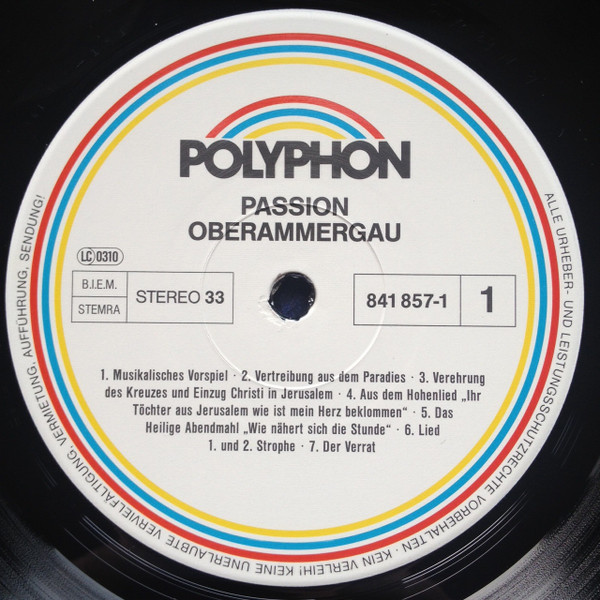 POLYPHON
PASSION
OBERAMMERGAU
LC 0310
B.I.E.M.
STEMRA
STEREO 33
841 857-1
1
1. Musikalisches Vorspiel · 2. Vertreibung aus dem Paradies · 3. Verehrung
des Kreuzes und Einzug Christi in Jerusalem · 4. Aus dem Hohenlied „Ihr
Töchter aus Jerusalem wie ist mein Herz beklommen“ · 5. Das
Heilige Abendmahl „Wie nähert sich die Stunde“ · 6. Lied
1. und 2. Strophe · 7. Der Verrat
ALLE URHEBER- UND LEISTUNGSSCHUTZRECHTE VORBEHALTEN · KEIN VERLEIH! KEINE UNERLAUBTE VERVIELFÄLTIGUNG, VERMIETUNG, AUFFÜHRUNG, SENDUNG!